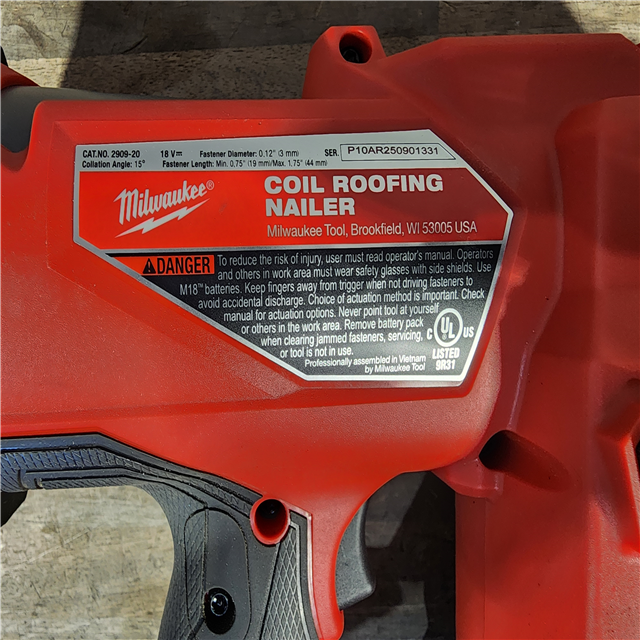 CAT.NO. 2909-20 18 V⎓ Fastener Diameter: 0.12" (3 mm) SER. P10AR250901331
Collation Angle: 15° Fastener Length: Min. 0.75" (19 mm)/Max. 1.75" (44 mm)
Milwaukee®
COIL ROOFING
NAILER
Milwaukee Tool, Brookfield, WI 53005 USA
DANGER To reduce the risk of injury, user must read operator's manual. Operators
and others in work area must wear safety glasses with side shields. Use
M18™ batteries. Keep fingers away from trigger when not driving fasteners to
avoid accidental discharge. Choice of actuation method is important. Check
manual for actuation options. Never point tool at yourself
or others in the work area. Remove battery pack
when clearing jammed fasteners, servicing,
or tool is not in use.
Professionally assembled in Vietnam
by Milwaukee Tool
C UL US
LISTED
9R31